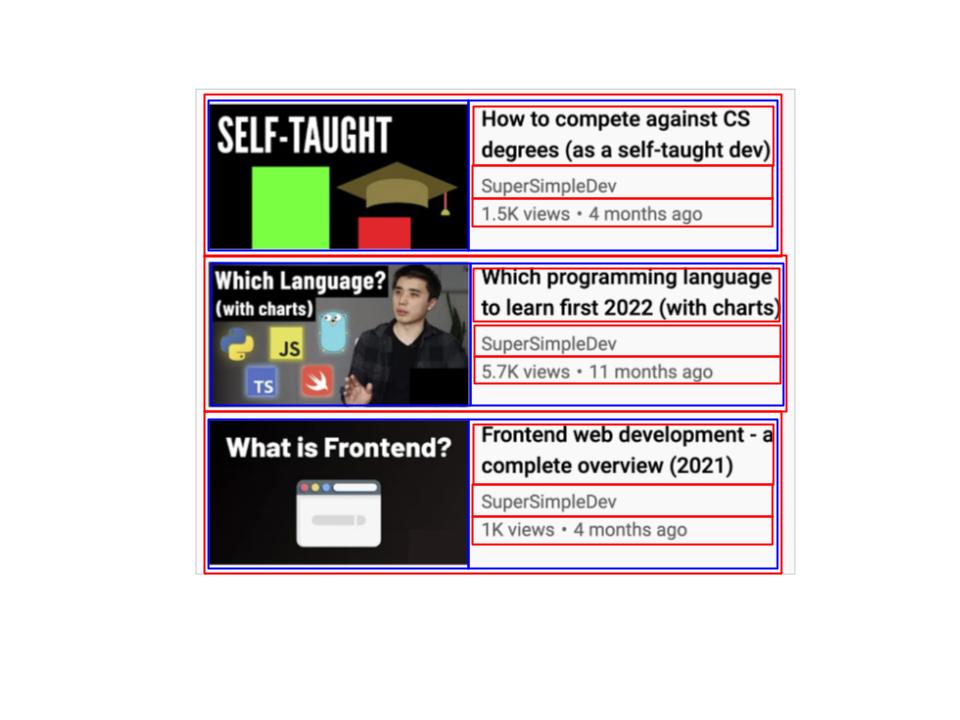 SELF-TAUGHT
How to compete against CS
degrees (as a self-taught dev)
SuperSimpleDev
1.5K views • 4 months ago
Which Language?
(with charts)
JS
TS
Which programming language
to learn first 2022 (with charts)
SuperSimpleDev
5.7K views • 11 months ago
What is Frontend?
Frontend web development - a
complete overview (2021)
SuperSimpleDev
1K views • 4 months ago